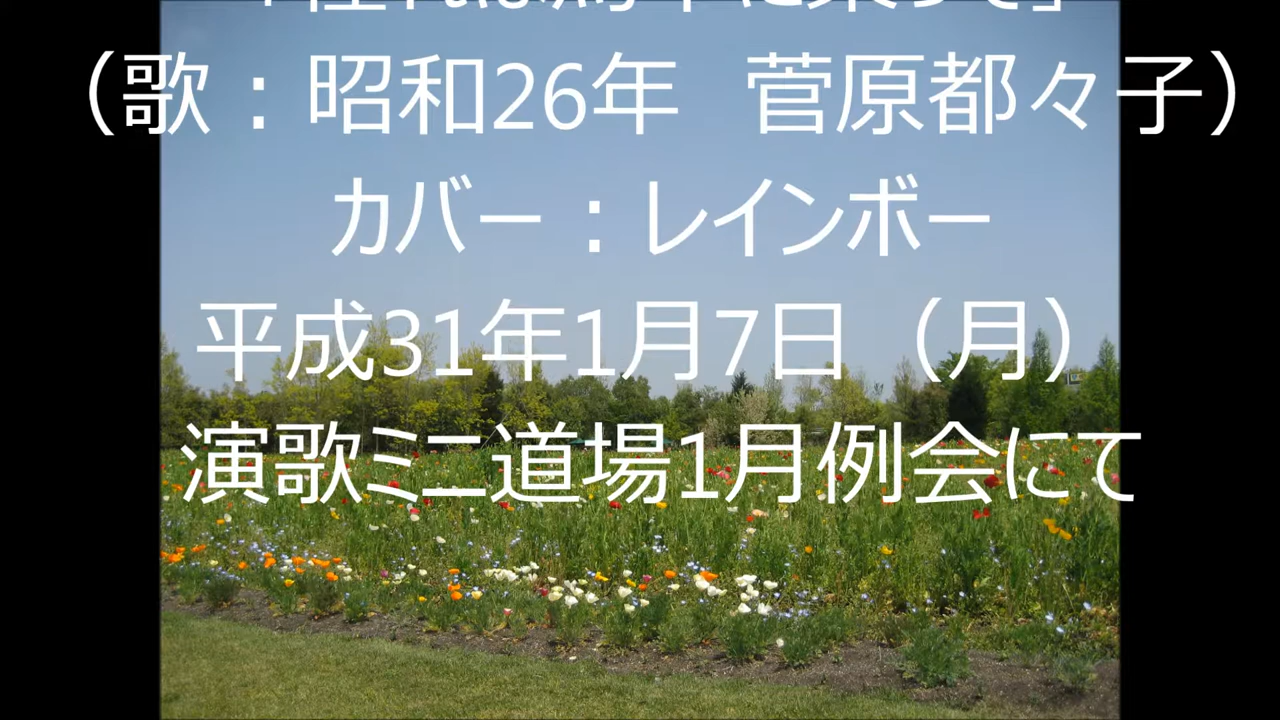 （歌：昭和26年　菅原都々子）
カバー：レインボー
平成31年1月7日（月）
演歌ミニ道場1月例会にて